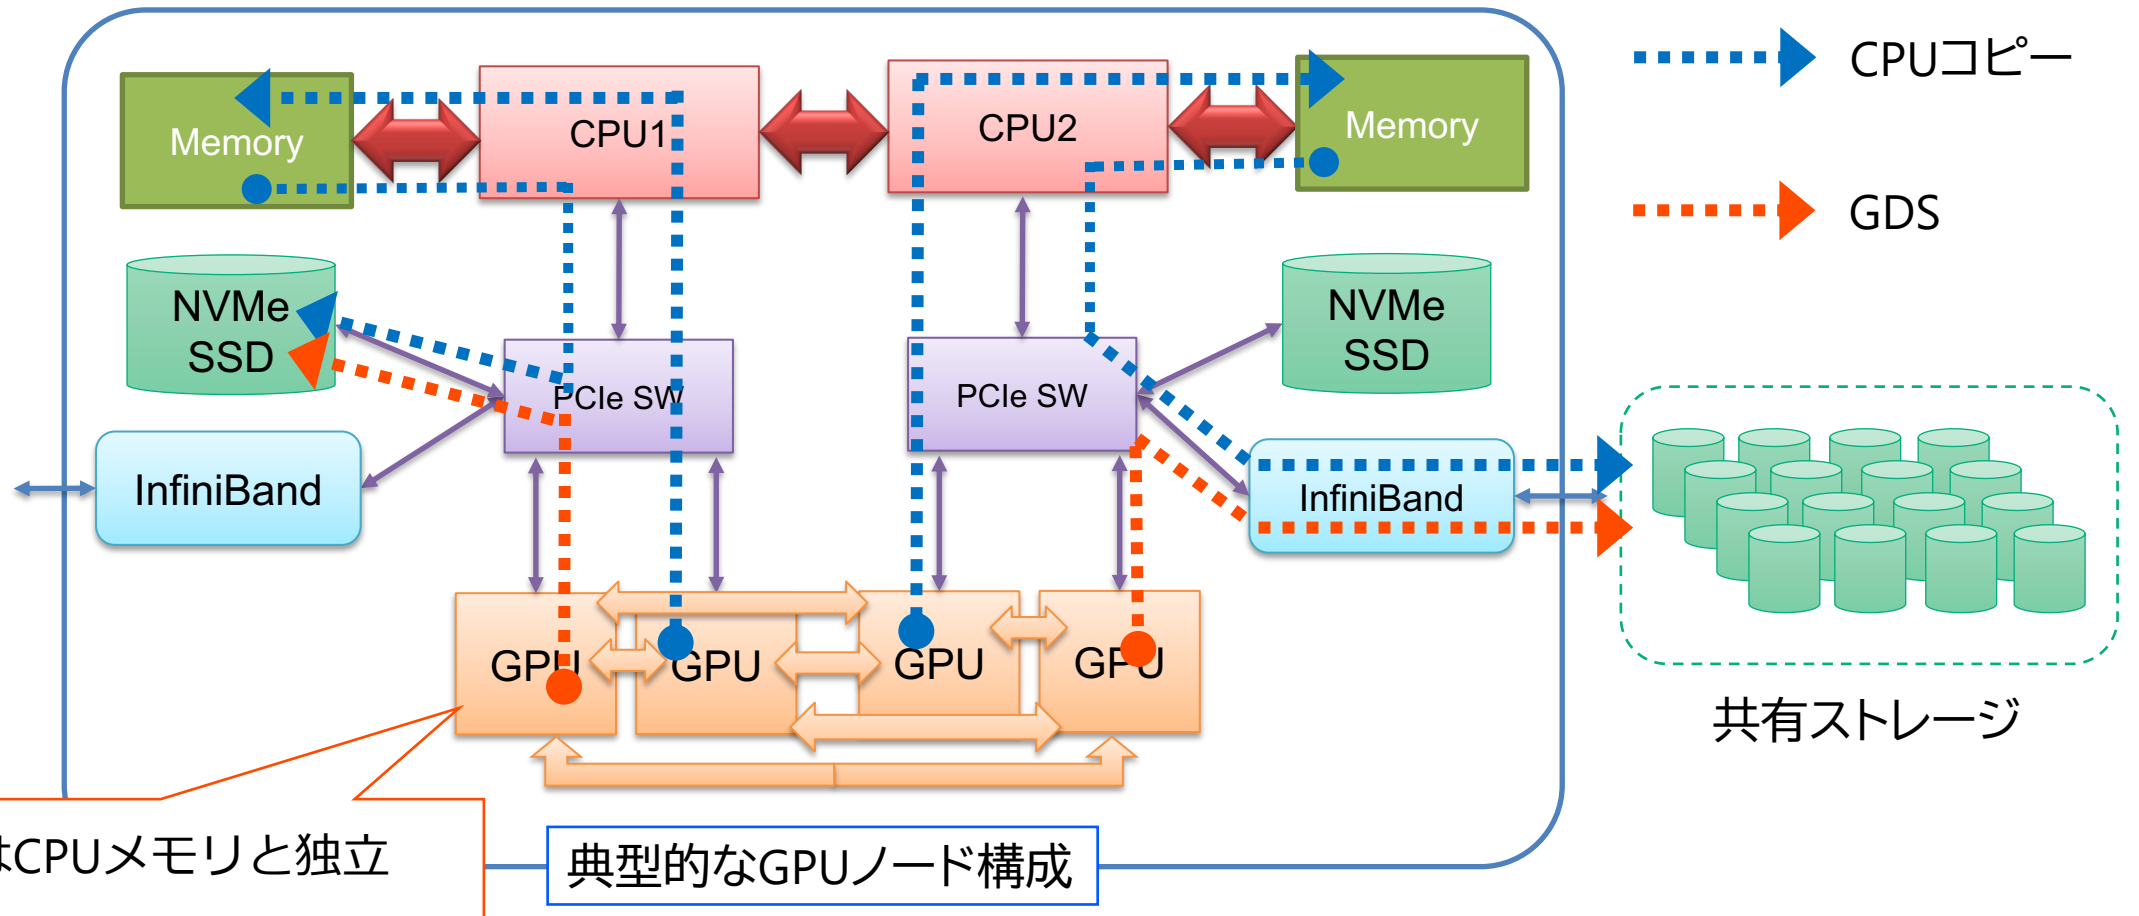 CPUコピー
GDS
Memory
CPU1
CPU2
Memory
NVMe
SSD
NVMe
SSD
PCIe SW
PCIe SW
InfiniBand
InfiniBand
GPU
GPU
GPU
GPU
共有ストレージ
はCPUメモリと独立
典型的なGPUノード構成